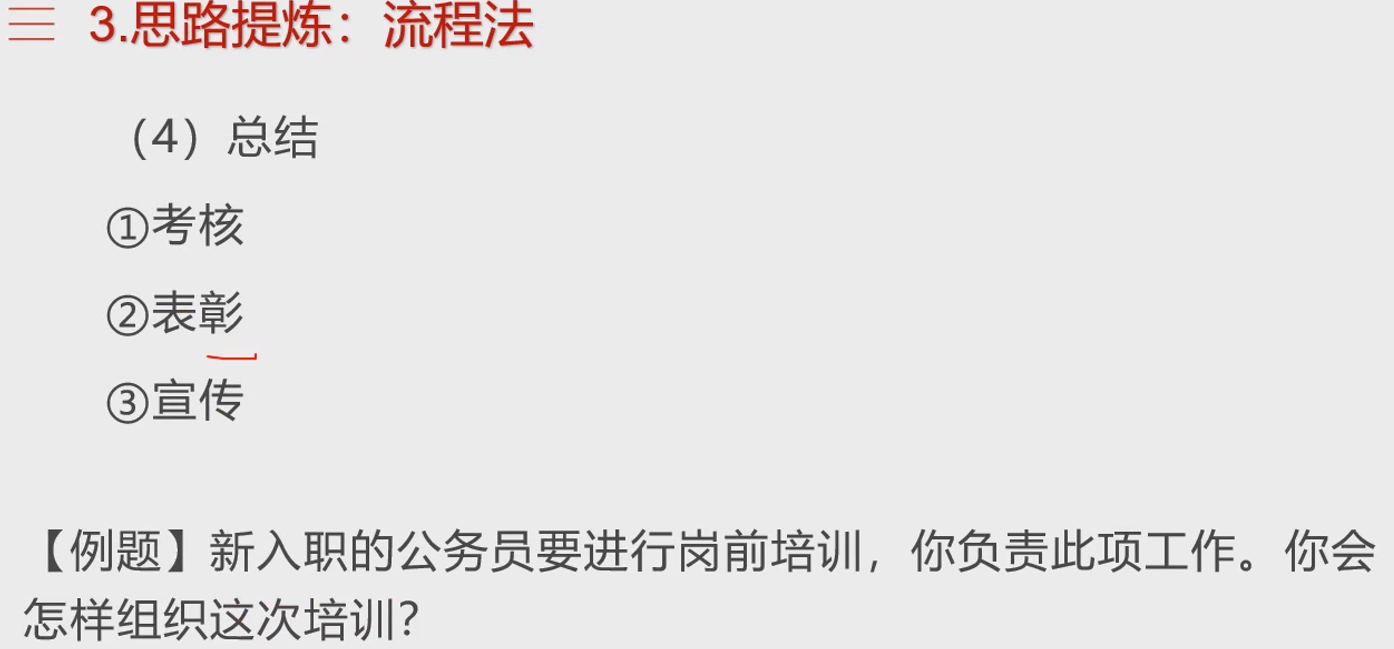 3.思路提炼：流程法
（4）总结
①考核
②表彰
③宣传
【例题】新入职的公务员要进行岗前培训，你负责此项工作。你会
怎样组织这次培训？